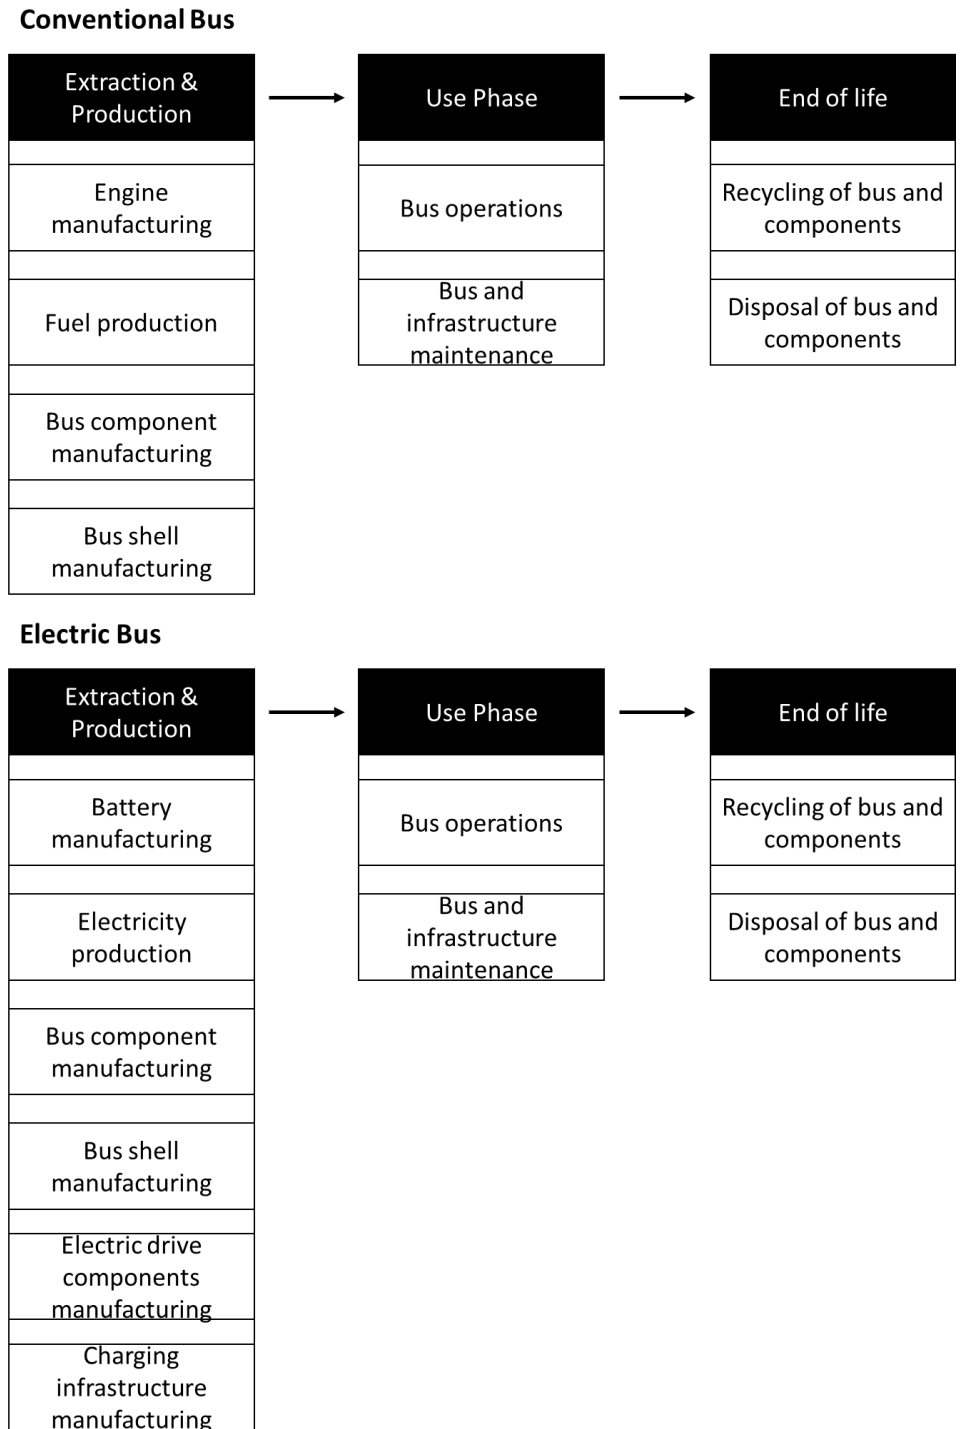 Conventional Bus
Extraction &
Production
Use Phase
End of life
Engine
manufacturing
Bus operations
Recycling of bus and
components
Fuel production
Bus and
infrastructure
maintenance
Disposal of bus and
components
Bus component
manufacturing
Bus shell
manufacturing
Electric Bus
Extraction &
Production
Use Phase
End of life
Battery
manufacturing
Bus operations
Recycling of bus and
components
Electricity
production
Bus and
infrastructure
maintenance
Disposal of bus and
components
Bus component
manufacturing
Bus shell
manufacturing
Electric drive
components
manufacturing
Charging
infrastructure
manufacturing